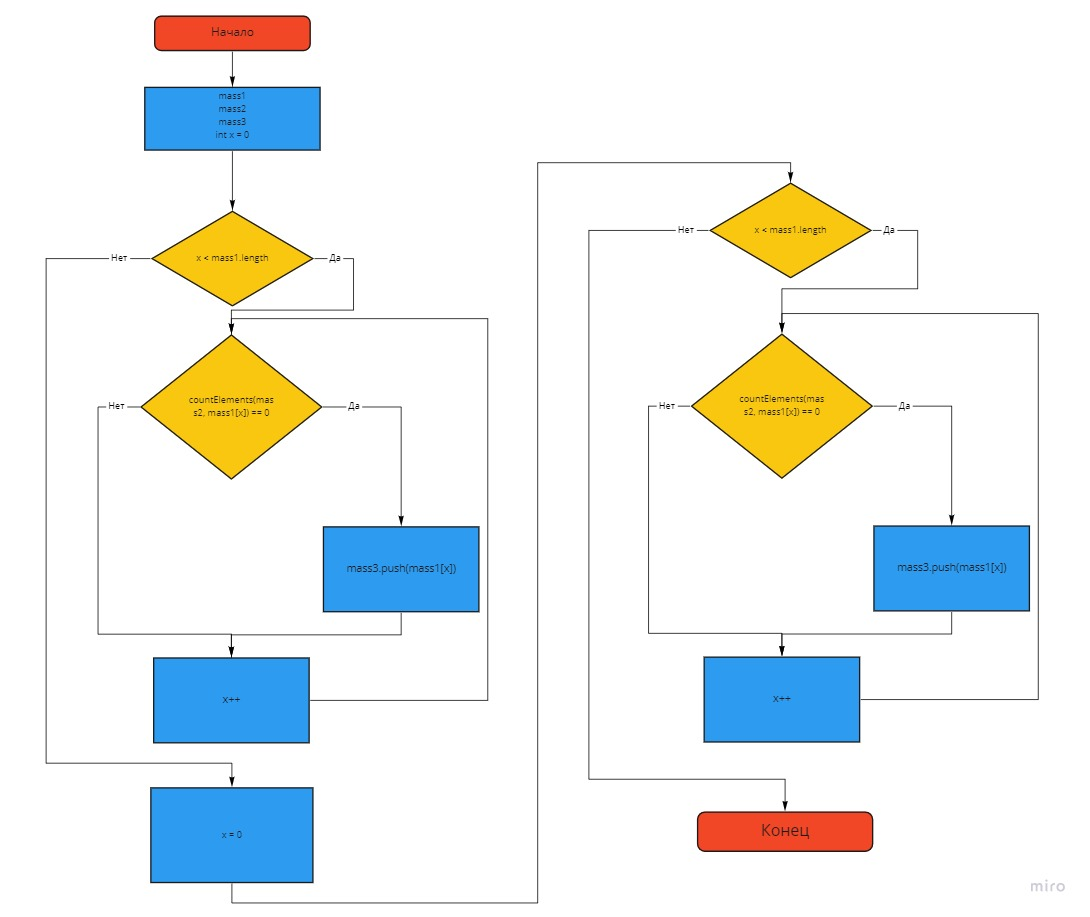 Начало
mass1
mass2
mass3
int x = 0
x < mass1.length
Нет
Да
countElements(mas
s2, mass1[x]) == 0
Нет
Да
mass3.push(mass1[x])
x++
x = 0
x < mass1.length
Нет
Да
countElements(mas
s2, mass1[x]) == 0
Нет
Да
mass3.push(mass1[x])
x++
Конец
miro